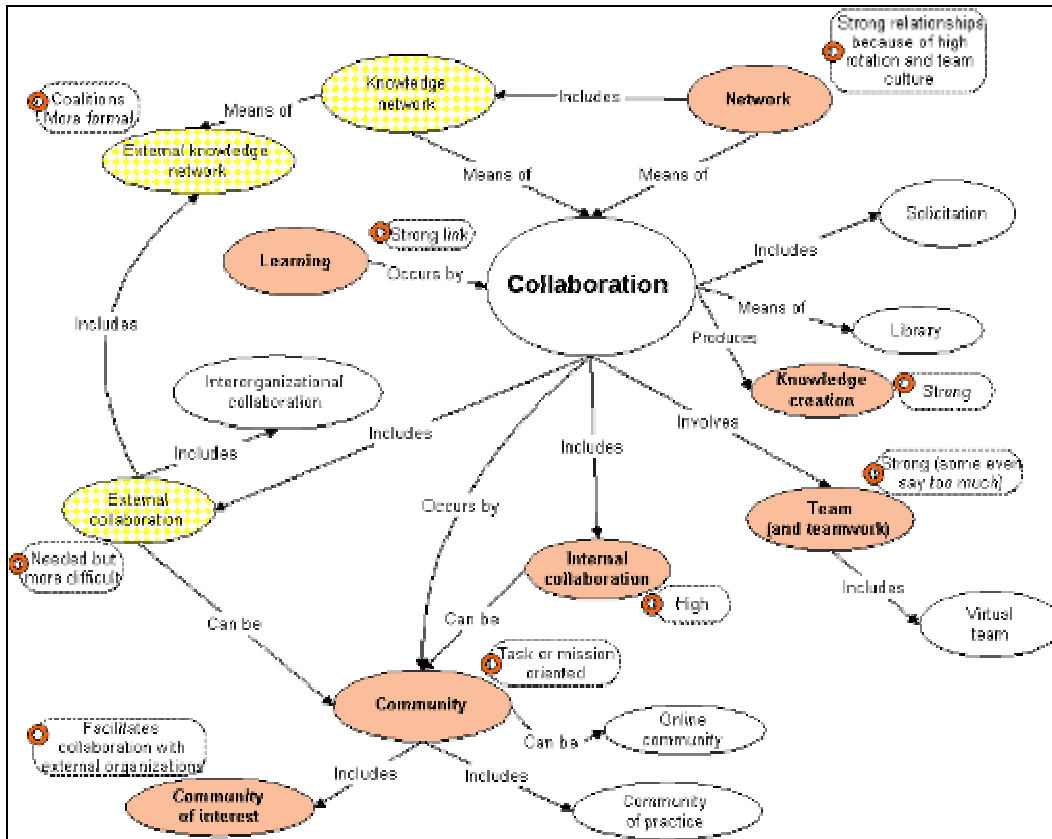 Strong relationships
because of high
rotation and team
culture
Coalitions
More formal
Knowledge
network
Includes
Network
Means of
External knowledge
network
Means of
Means of
Strong link
Learning
Occurs by
Collaboration
Includes
Solicitation
Means of
Library
Produces
Knowledge
creation
Strong
Includes
Interorganizational
collaboration
Includes
Includes
Includes
Involves
Strong (some even
say too much)
Team
(and teamwork)
External
collaboration
Occurs by
Needed but
more difficult
Internal
collaboration
High
Includes
Virtual
team
Can be
Can be
Task or mission
oriented
Community
Facilitates
collaboration with
external organizations
Can be
Online
community
Includes
Includes
Community
of interest
Community
of practice